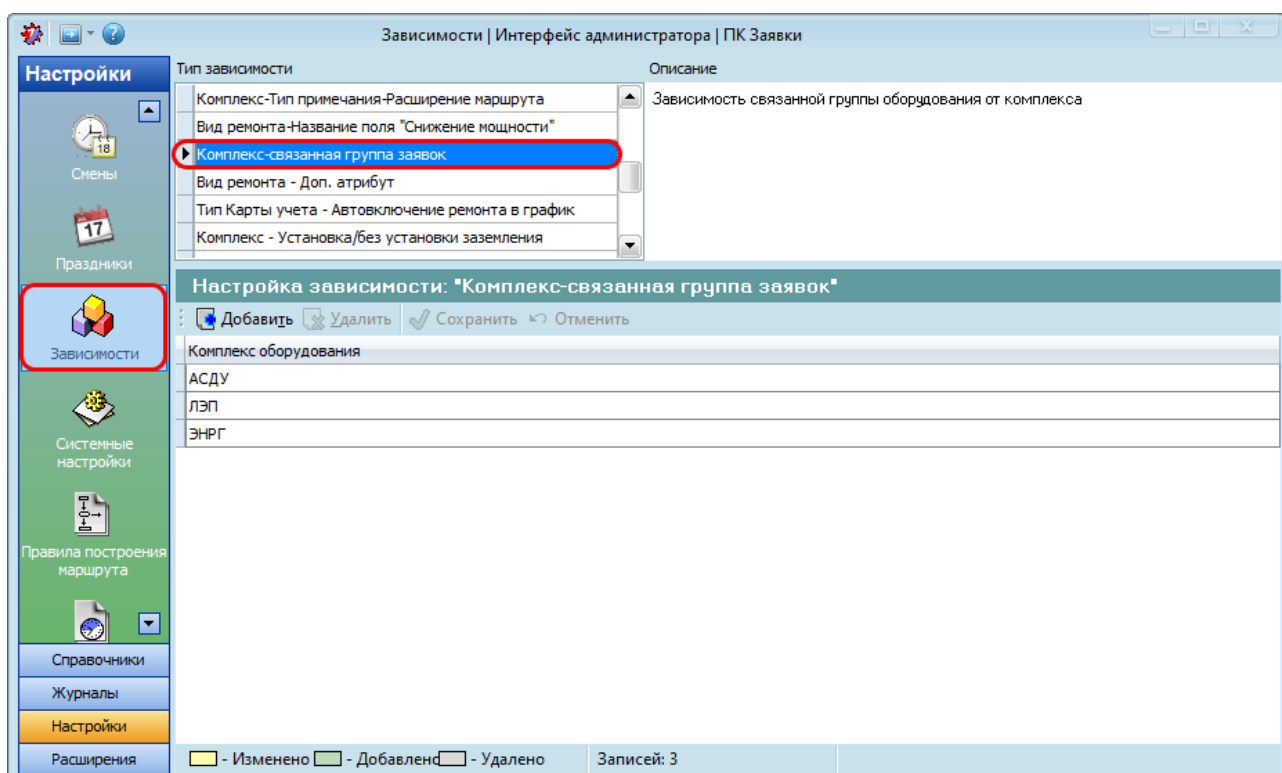 Зависимости | Интерфейс администратора | ПК Заявки
Настройки
18
Смены
17
Праздники
Зависимости
Системные
настройки
Правила построения
маршрута
Справочники
Журналы
Настройки
Расширения
Тип зависимости
Комплекс-Тип примечания-Расширение маршрута
Вид ремонта-Название поля "Снижение мощности"
Комплекс-связанная группа заявок
Вид ремонта - Доп. атрибут
Тип Карты учета - Автовключение ремонта в график
Комплекс - Установка/без установки заземления
Описание
Зависимость связанной группы оборудования от комплекса
Настройка зависимости: "Комплекс-связанная группа заявок"
Добавить Удалить Сохранить Отменить
Комплекс оборудования
АСДУ
ЛЭП
ЭНРГ
- Изменено - Добавлено - Удалено Записей: 3